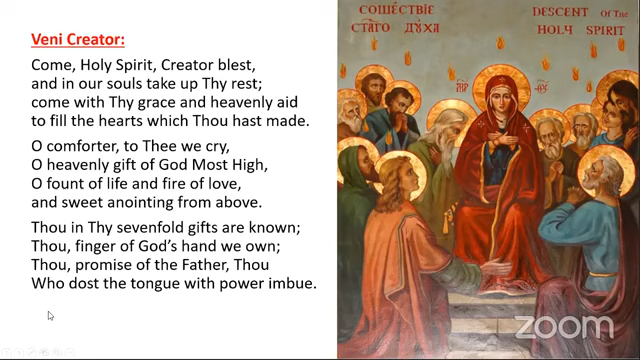 Veni Creator:
Come, Holy Spirit, Creator blest,
and in our souls take up Thy rest;
come with Thy grace and heavenly aid
to fill the hearts which Thou hast made.
O comforter, to Thee we cry,
O heavenly gift of God Most High,
O fount of life and fire of love,
and sweet anointing from above.
Thou in Thy sevenfold gifts are known;
Thou, finger of God's hand we own;
Thou, promise of the Father, Thou
Who dost the tongue with power imbue.
СОШЕСТВІЕ
СТАГО ДУХА
DESCENT Of The
HOLY SPIRIT
zoom